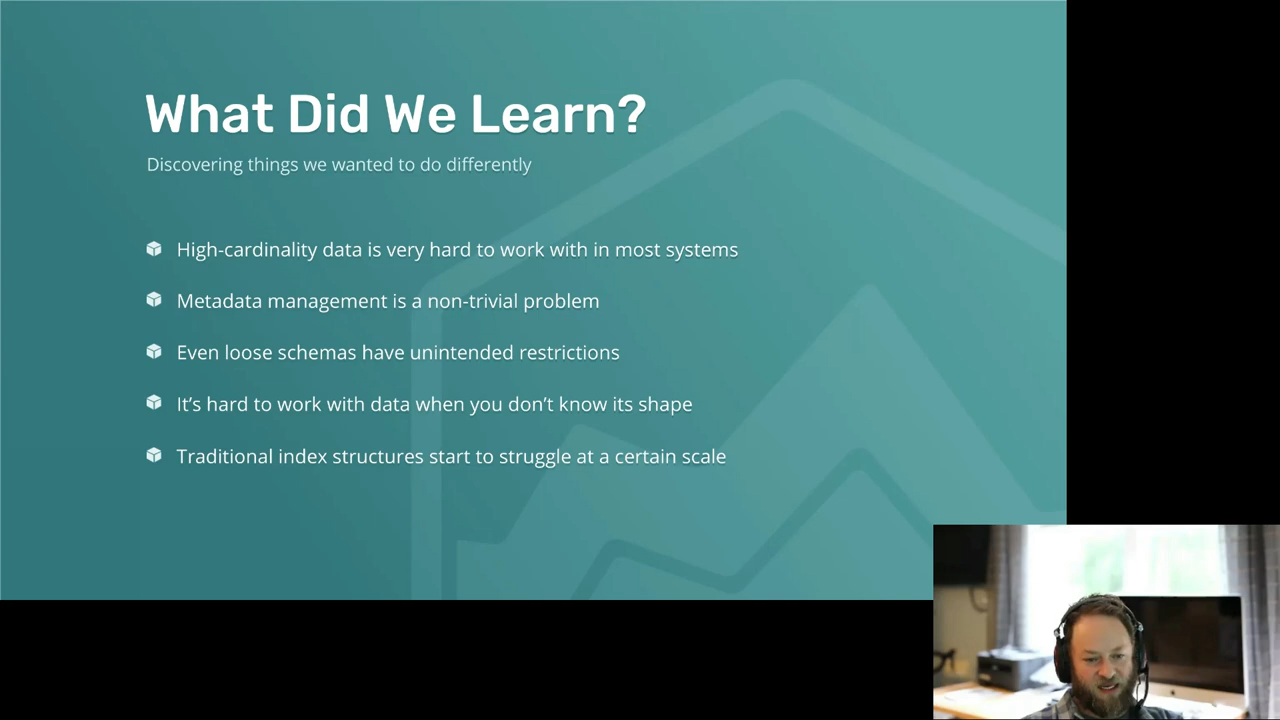 What Did We Learn?
Discovering things we wanted to do differently
High-cardinality data is very hard to work with in most systems
Metadata management is a non-trivial problem
Even loose schemas have unintended restrictions
It’s hard to work with data when you don’t know its shape
Traditional index structures start to struggle at a certain scale